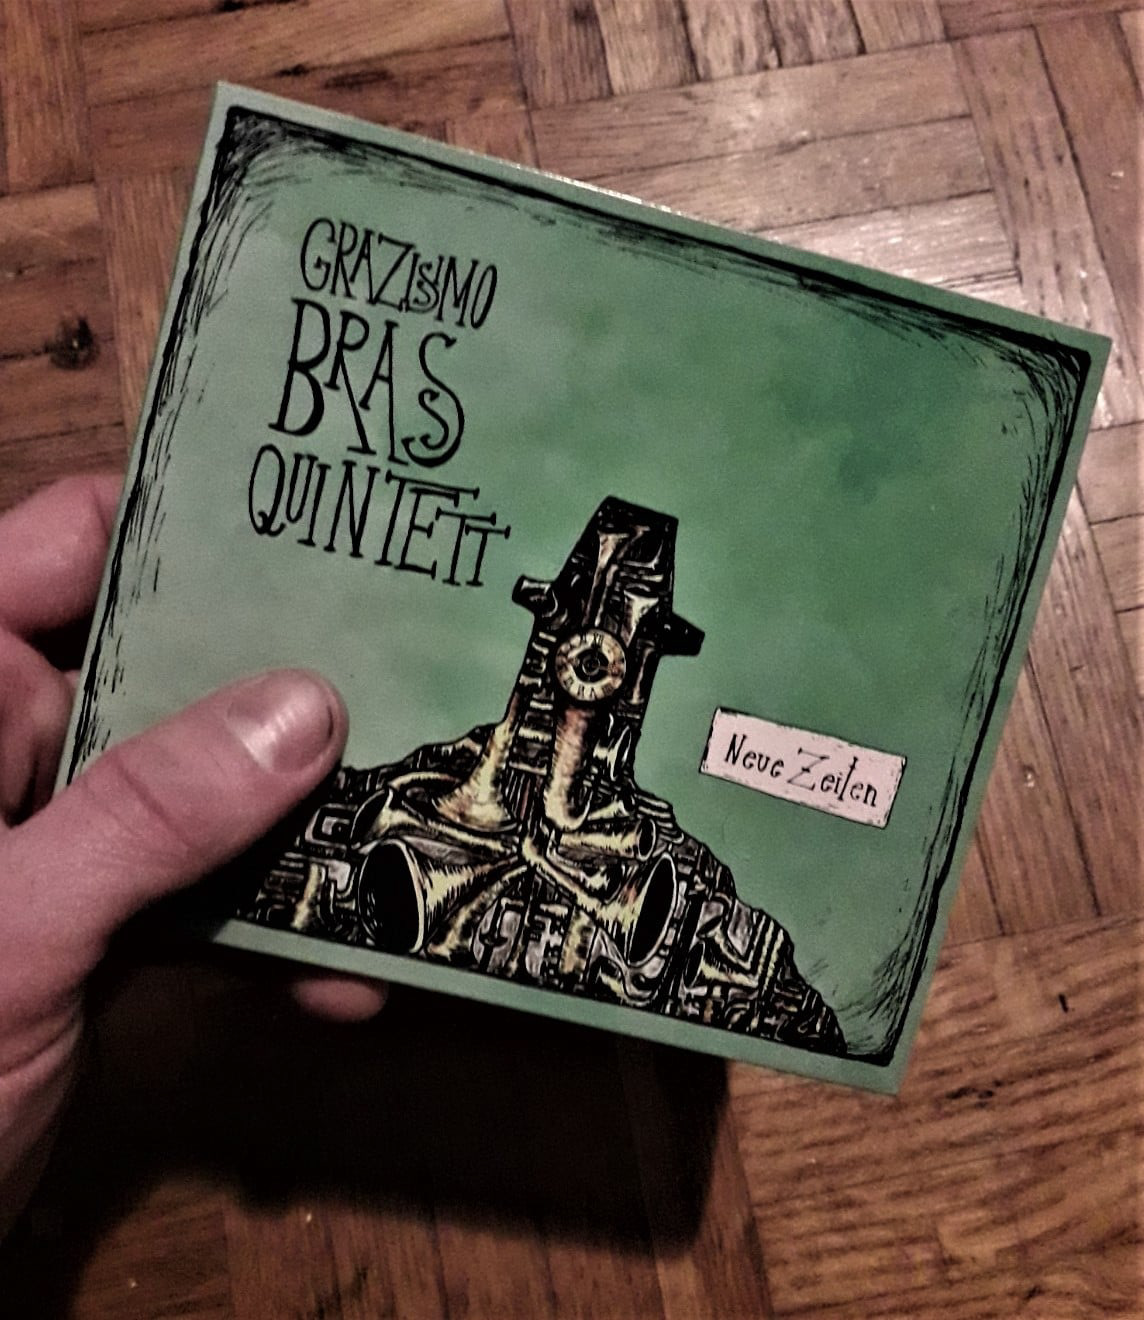 GRAZISSIMO
BRASS
QUINTETT
Neue Zeiten